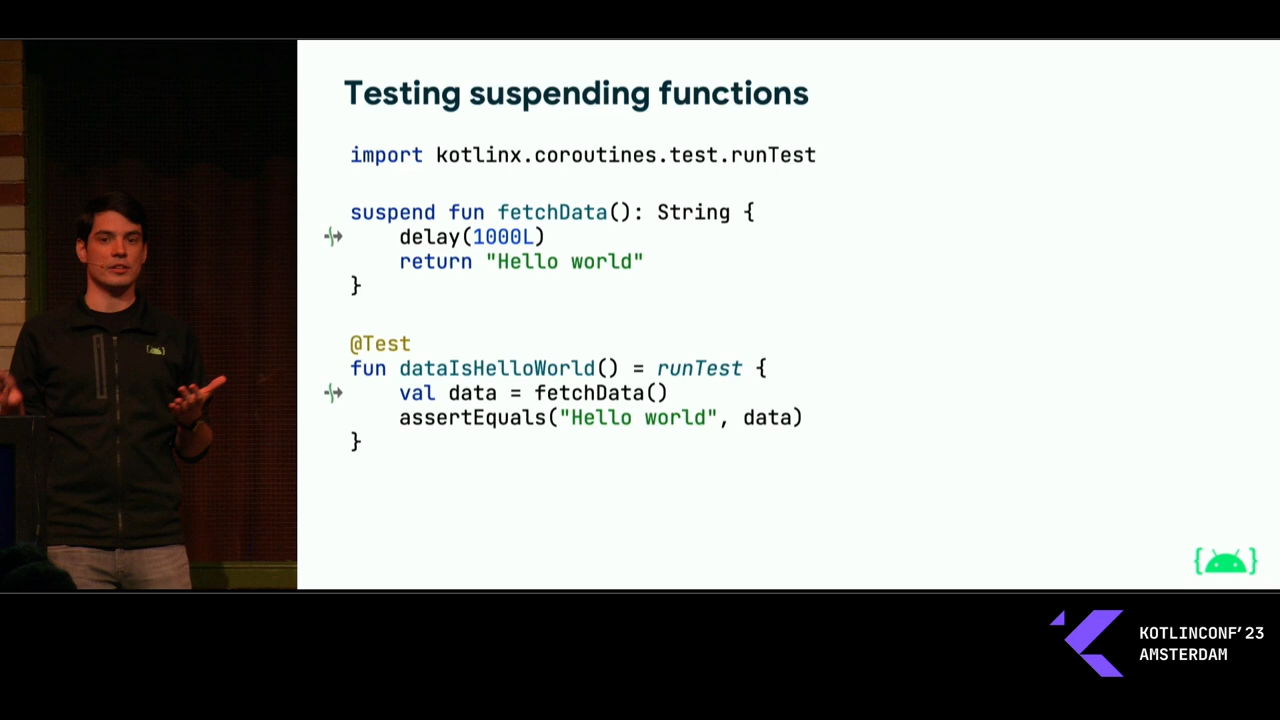 Testing suspending functions
import kotlinx.coroutines.test.runTest
suspend fun fetchData(): String {
    delay(1000L)
    return "Hello world"
}
@Test
fun dataIsHelloWorld() = runTest {
    val data = fetchData()
    assertEquals("Hello world", data)
}
KOTLINCONF'23
AMSTERDAM